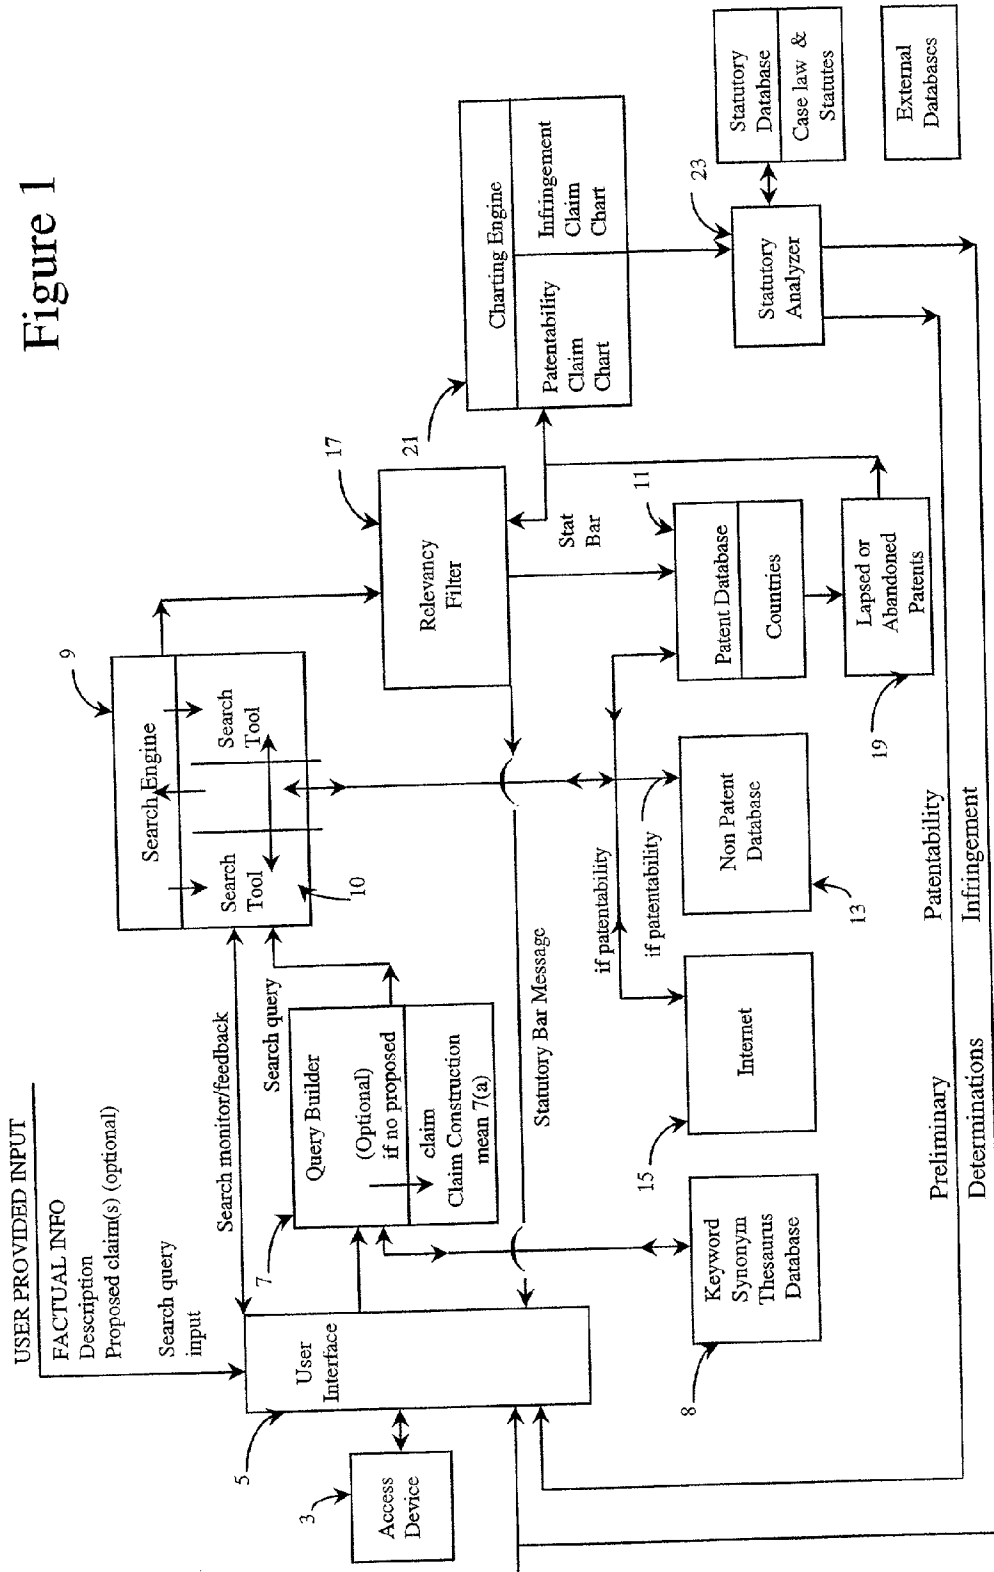 Figure 1
USER PROVIDED INPUT
FACTUAL INFO
Description
Proposed claim(s) (optional)
Search query
input
3
Access
Device
5
User
Interface
Search monitor/feedback
Search query
7
Query Builder
(Optional)
if no proposed
claim
Claim Construction
mean 7(a)
8
Keyword
Synonym
Thesaurus
Database
9
Search Engine
Search
Tool
Search
Tool
10
Statutory Bar Message
if patentability
if patentability
15
Internet
13
Non Patent
Database
17
Relevancy
Filter
Stat
Bar
11
Patent Database
Countries
19
Lapsed or
Abandoned
Patents
21
Charting Engine
Patentability
Claim
Chart
Infringement
Claim
Chart
23
Statutory
Analyzer
Statutory
Database
Case law &
Statutes
External
Databases
Preliminary
Patentability
Determinations
Infringement